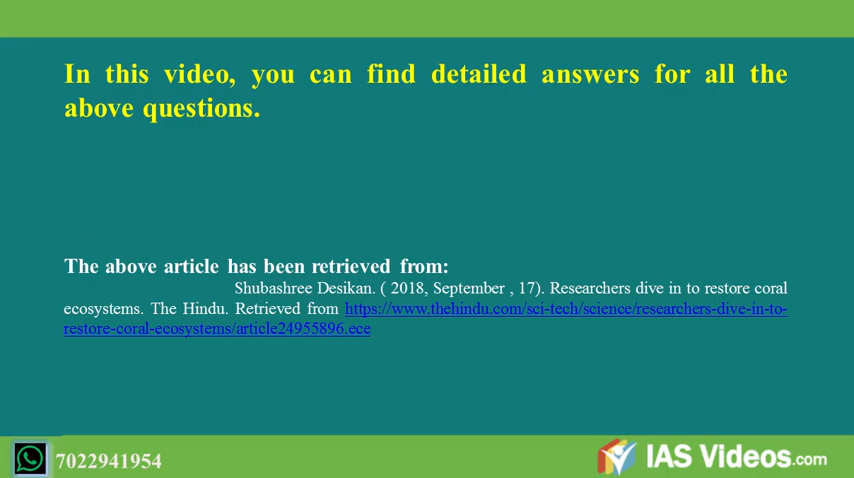 In this video, you can find detailed answers for all the
above questions.
The above article has been retrieved from:
Shubashree Desikan. ( 2018, September , 17). Researchers dive in to restore coral
ecosystems. The Hindu. Retrieved from https://www.thehindu.com/sci-tech/science/researchers-dive-in-to-
restore-coral-ecosystems/article24955896.ece
7022941954
IAS Videos.com